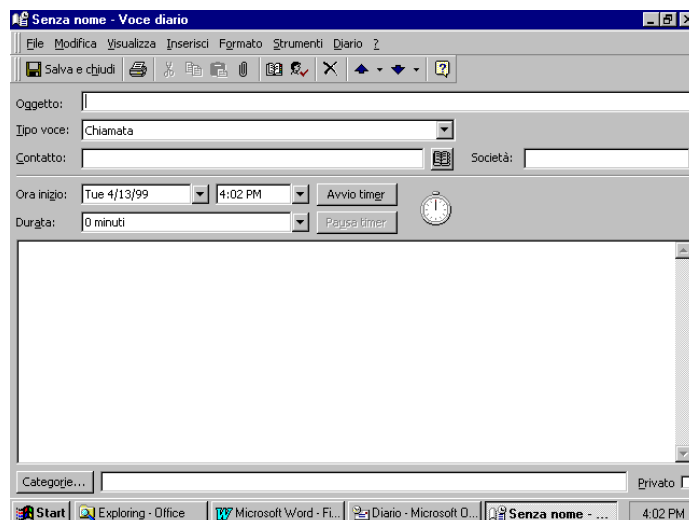 Senza nome - Voce diario
File Modifica Visualizza Inserisci Formato Strumenti Diario ?
Salva e chiudi
Oggetto:
Tipo voce: Chiamata
Contatto: Società:
Ora inizio: Tue 4/13/99 4:02 PM Avvio timer
Durata: 0 minuti Pausa timer
Categorie... Privato
Start Exploring - Office Microsoft Word - Fi... Diario - Microsoft O... Senza nome - ... 4:02 PM